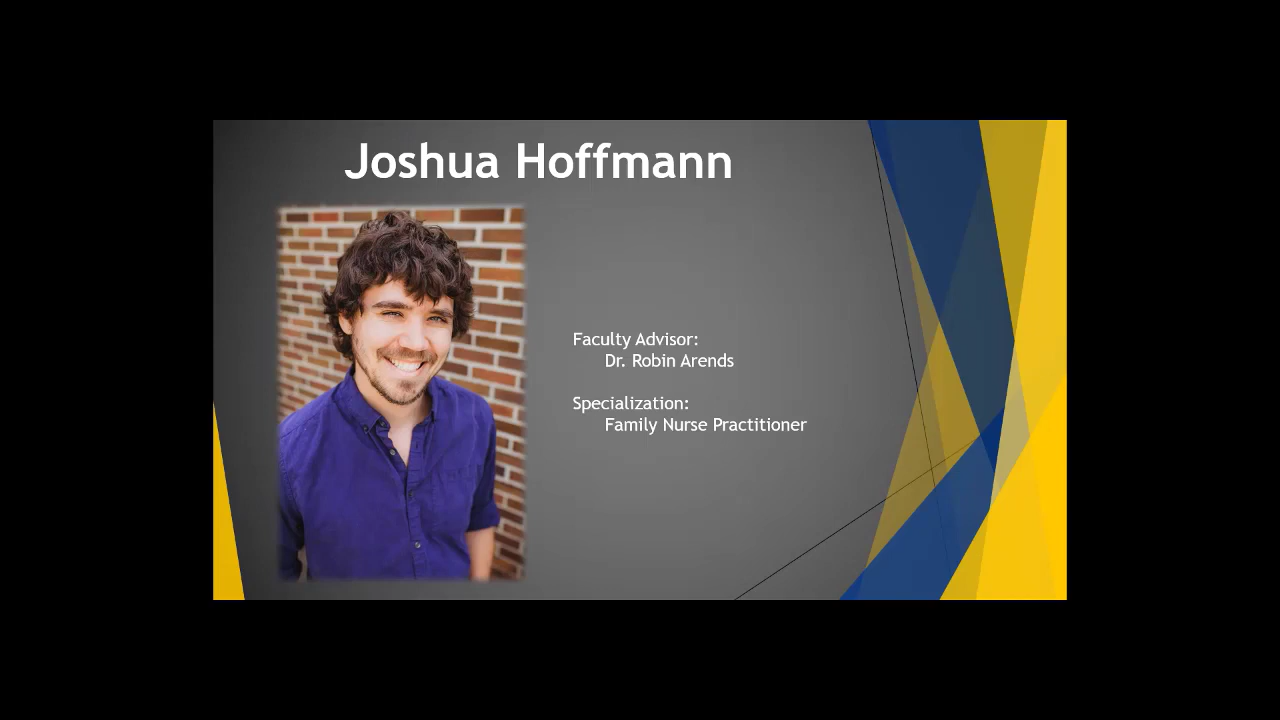 Joshua Hoffmann
Faculty Advisor:
Dr. Robin Arends
Specialization:
Family Nurse Practitioner